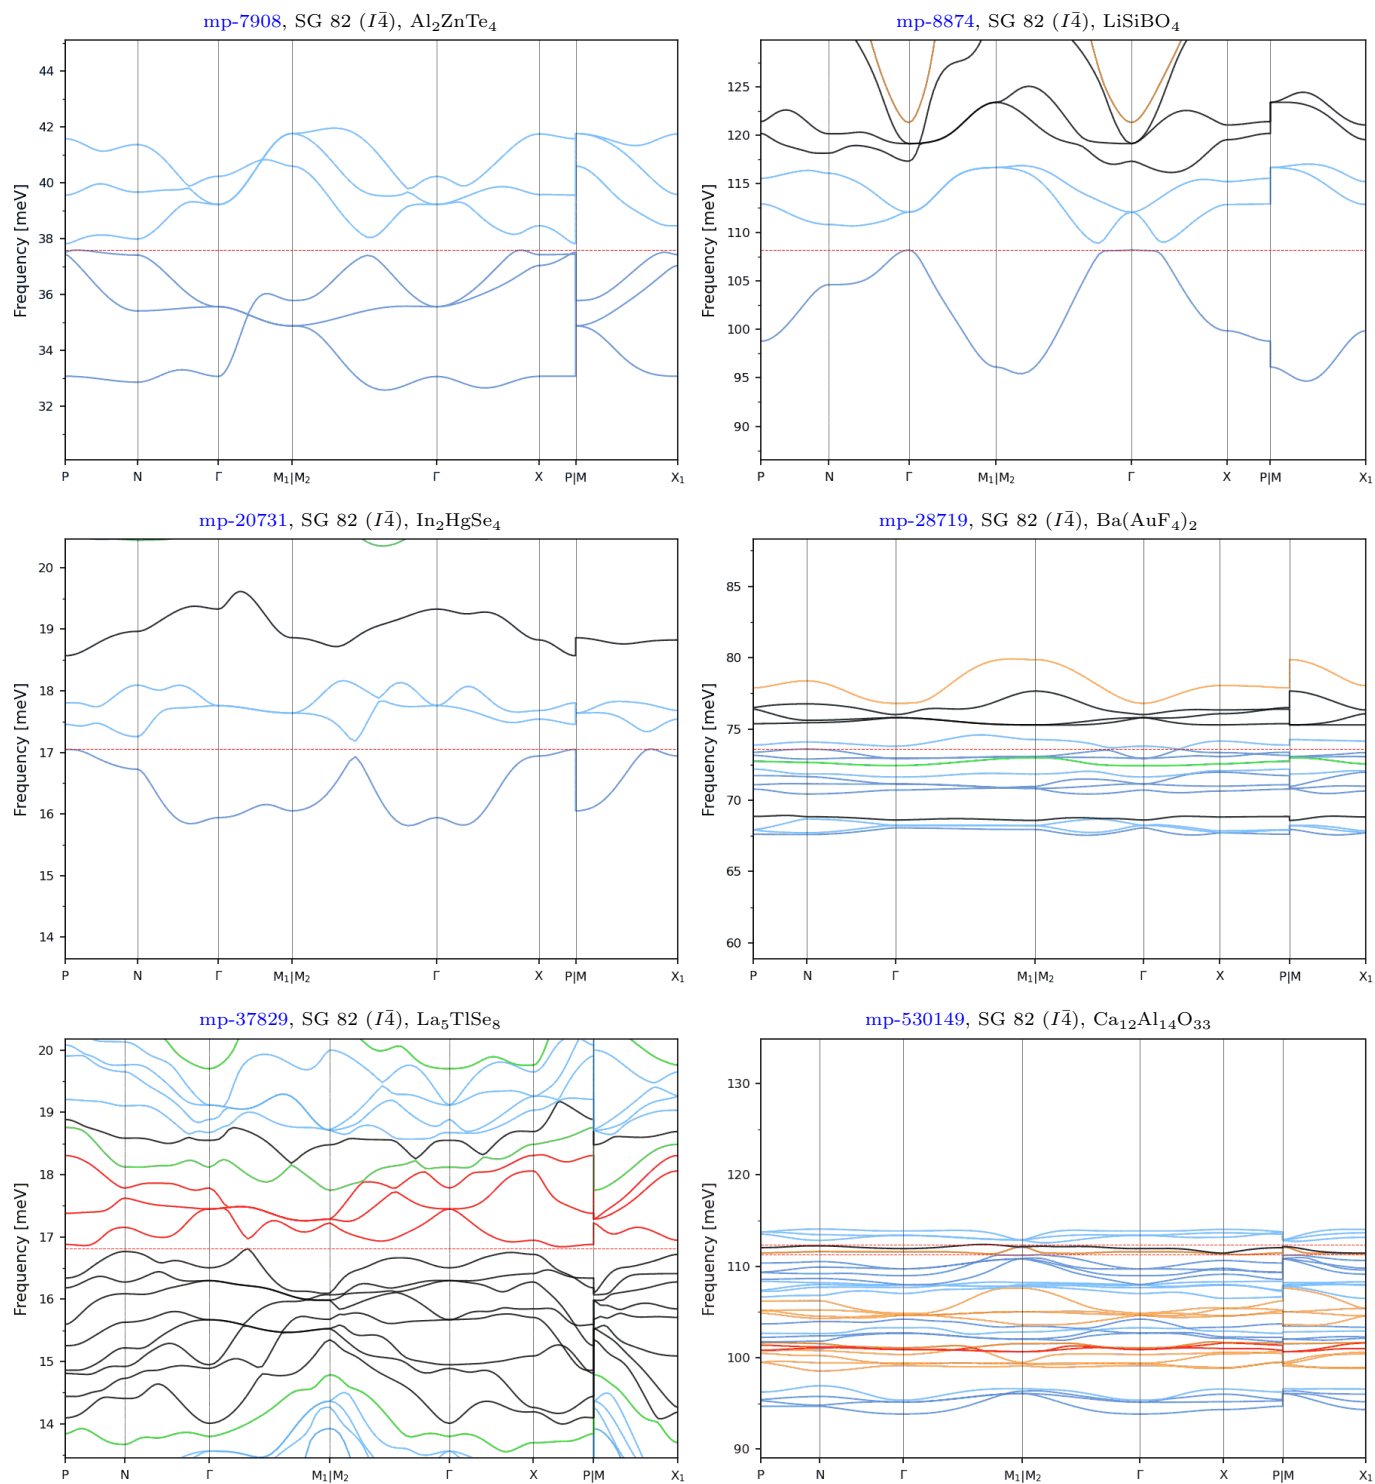 mp-7908, SG 82 (I4̅), Al₂ZnTe₄
Frequency [meV]
44
42
40
38
36
34
32
P N Γ M₁|M₂ Γ X P|M X₁
mp-8874, SG 82 (I4̅), LiSiBO₄
Frequency [meV]
125
120
115
110
105
100
95
90
P N Γ M₁|M₂ Γ X P|M X₁
mp-20731, SG 82 (I4̅), In₂HgSe₄
Frequency [meV]
20
19
18
17
16
15
14
P N Γ M₁|M₂ Γ X P|M X₁
mp-28719, SG 82 (I4̅), Ba(AuF₄)₂
Frequency [meV]
85
80
75
70
65
60
P N Γ M₁|M₂ Γ X P|M X₁
mp-37829, SG 82 (I4̅), La₅TlSe₈
Frequency [meV]
20
19
18
17
16
15
14
P N Γ M₁|M₂ Γ X P|M X₁
mp-530149, SG 82 (I4̅), Ca₁₂Al₁₄O₃₃
Frequency [meV]
130
120
110
100
90
P N Γ M₁|M₂ Γ X P|M X₁